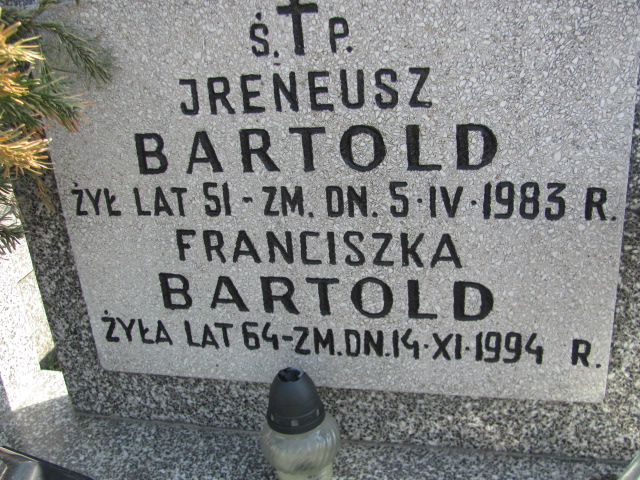 Ś. P.
IRENEUSZ
BARTOLD
ŻYŁ LAT 51 - ZM. DN. 5 · IV · 1983 R.
FRANCISZKA
BARTOLD
ŻYŁA LAT 64 - ZM. DN. 14 · XI · 1994 R.